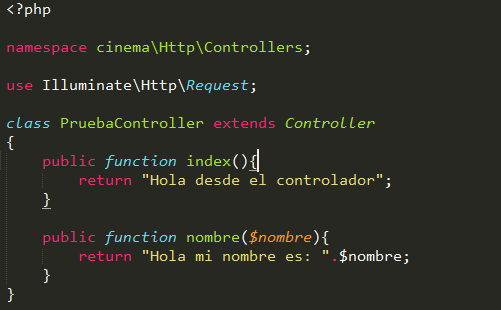 <?php
namespace cinema\Http\Controllers;
use Illuminate\Http\Request;
class PruebaController extends Controller
{
public function index(){
return "Hola desde el controlador";
}
public function nombre($nombre){
return "Hola mi nombre es: ".$nombre;
}
}